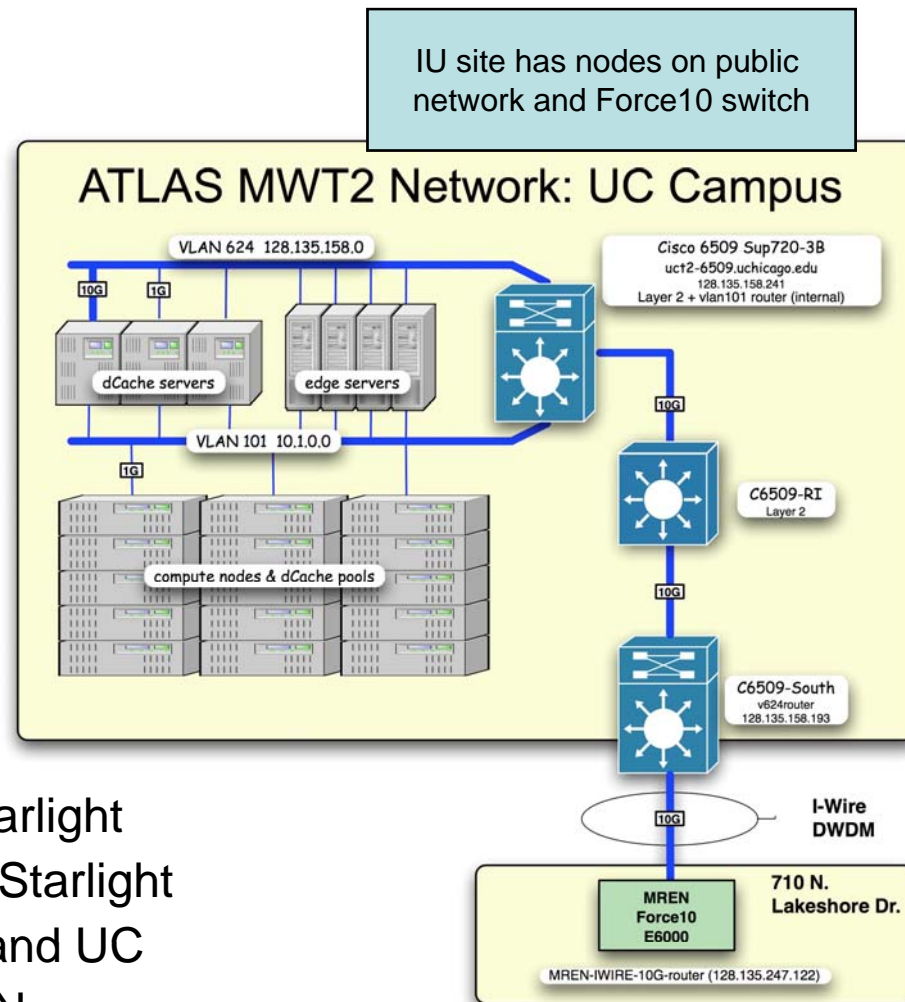 IU site has nodes on public
network and Force10 switch
ATLAS MWT2 Network: UC Campus
VLAN 624 128.135.158.0
Cisco 6509 Sup720-3B
uct2-6509.uchicago.edu
128.135.158.241
Layer 2 + vlan101 router (internal)
10G
1G
dCache servers
edge servers
10G
VLAN 101 10.1.0.0
1G
C6509-RI
Layer 2
compute nodes & dCache pools
10G
C6509-South
v624router
128.135.158.193
arlight
Starlight
and UC
10G
I-Wire
DWDM
MREN
Force10
E6000
710 N.
Lakeshore Dr.
MREN-IWIRE-10G-router (128.135.247.122)